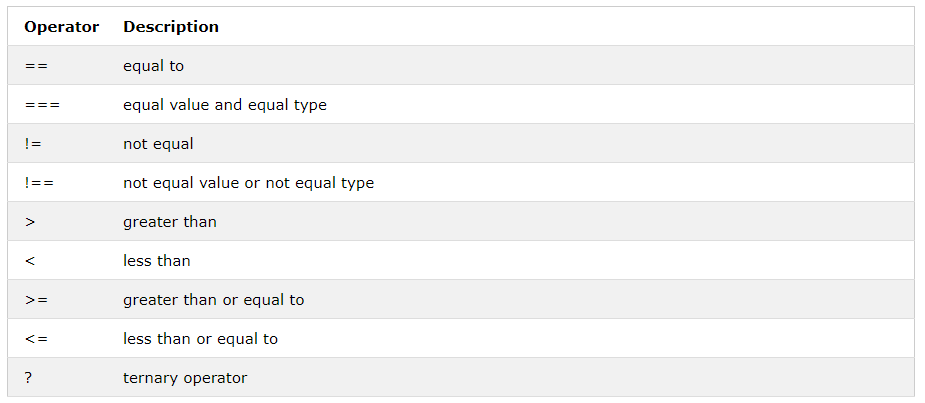 Operator Description
== equal to
=== equal value and equal type
!= not equal
!== not equal value or not equal type
> greater than
< less than
>= greater than or equal to
<= less than or equal to
? ternary operator